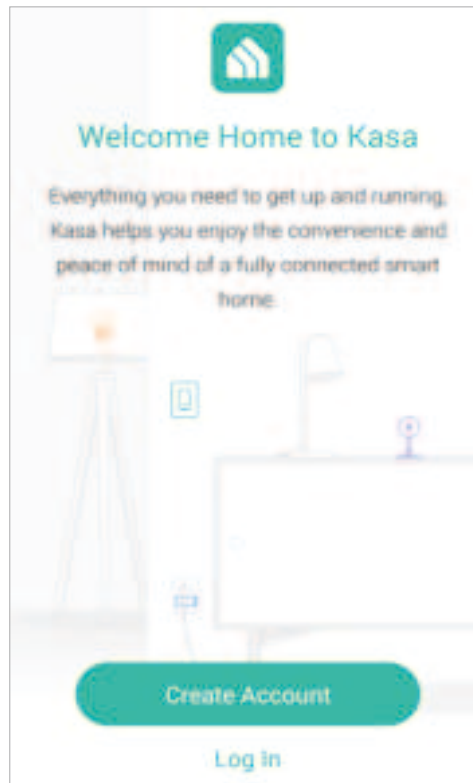 Welcome Home to Kasa
Everything you need to get up and running,
Kasa helps you enjoy the convenience and
peace of mind of a fully connected smart
home.
Create Account
Log In